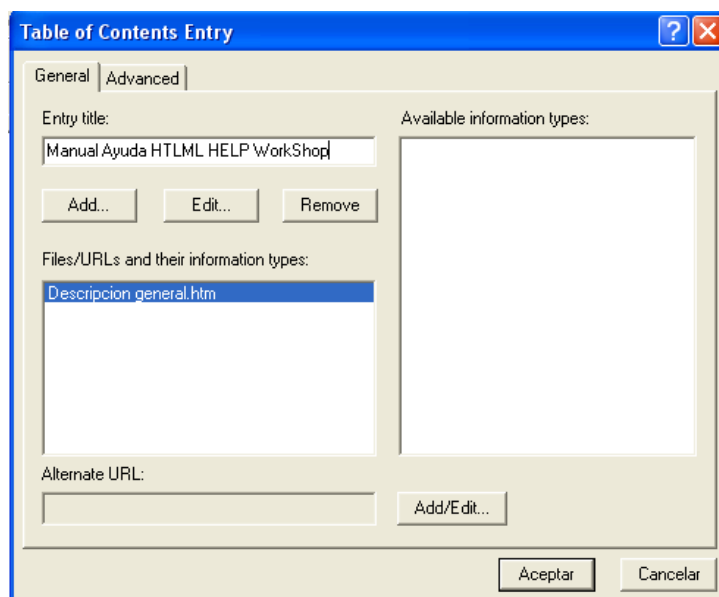 Table of Contents Entry
General Advanced
Entry title:
Manual Ayuda HTLML HELP WorkShop
Add... Edit... Remove
Files/URLs and their information types:
Descripcion general.htm
Alternate URL:
Available information types:
Add/Edit...
Aceptar Cancelar